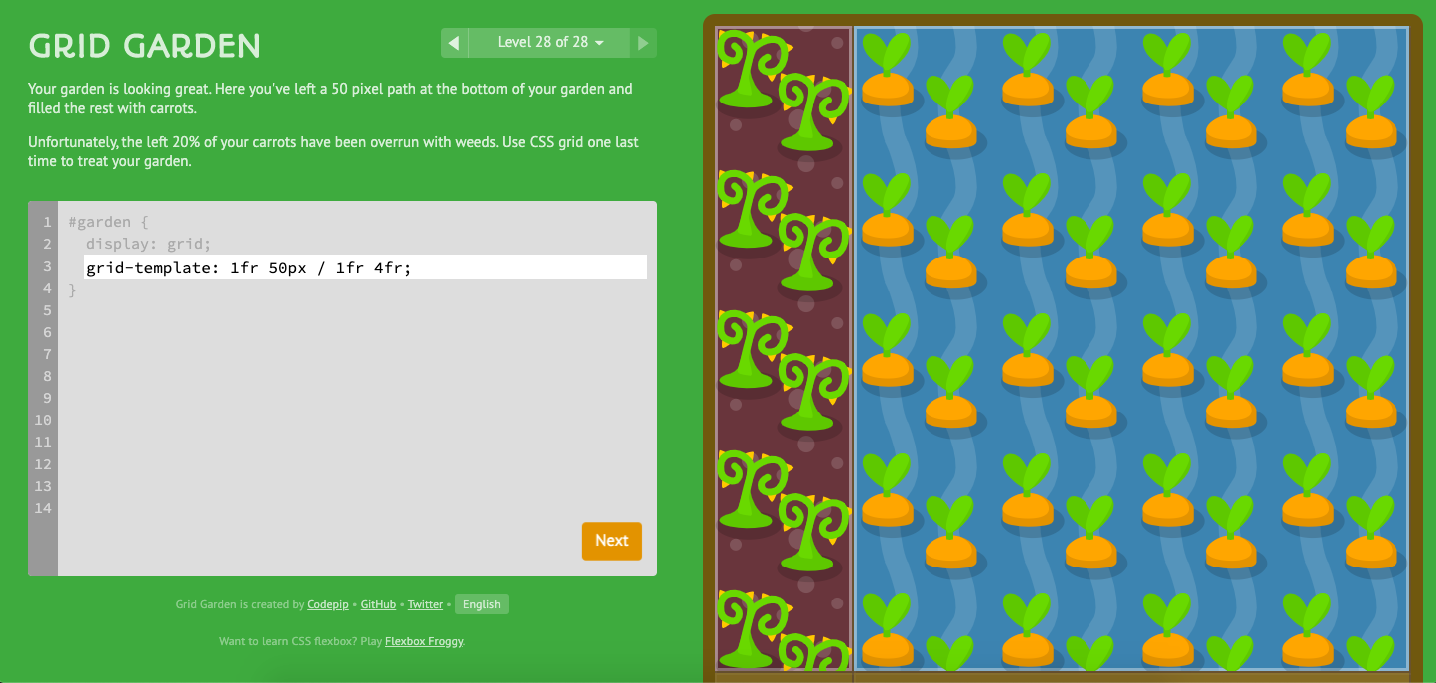 GRID GARDEN
Level 28 of 28
Your garden is looking great. Here you've left a 50 pixel path at the bottom of your garden and
filled the rest with carrots.
Unfortunately, the left 20% of your carrots have been overrun with weeds. Use CSS grid one last
time to treat your garden.
1 #garden {
2 display: grid;
3 grid-template: 1fr 50px / 1fr 4fr;
4 }
5
6
7
8
9
10
11
12
13
14
Next
Grid Garden is created by Codepip • GitHub • Twitter • English
Want to learn CSS flexbox? Play Flexbox Froggy.